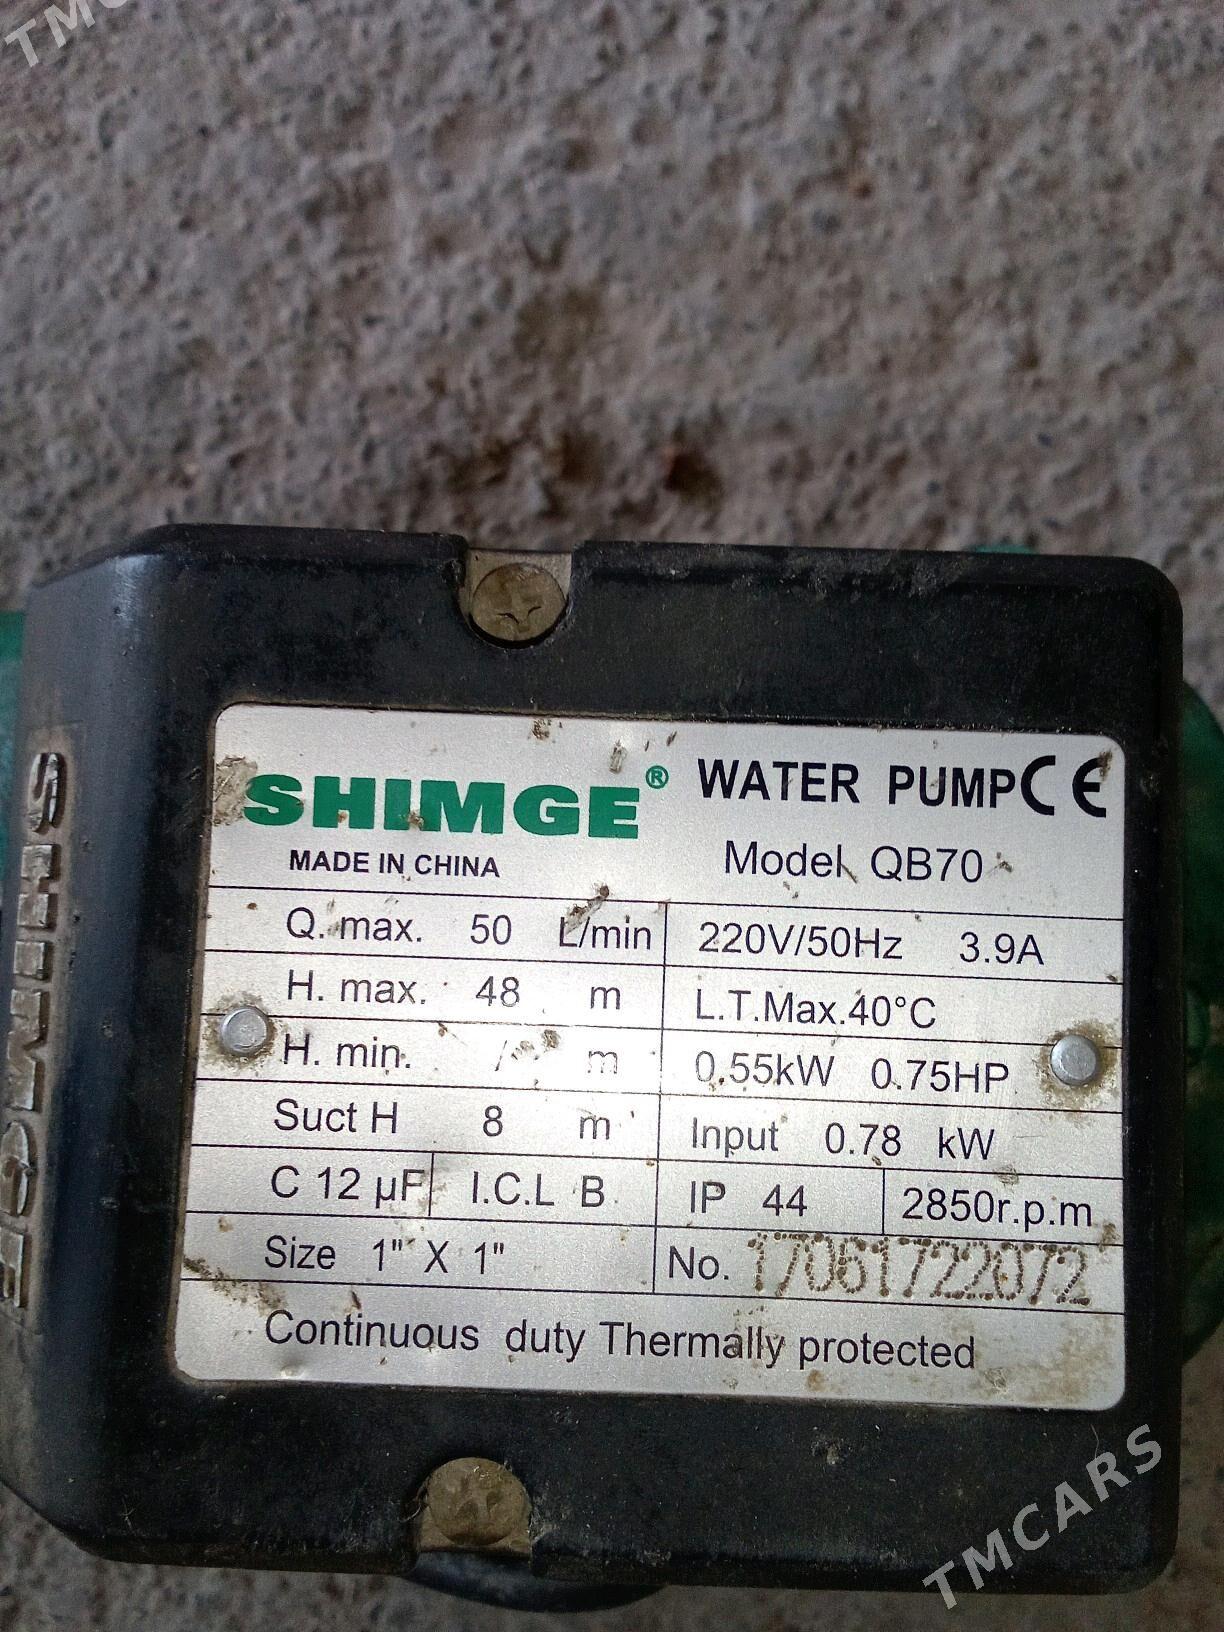 TMC
SHIMGE® WATER PUMP CE
MADE IN CHINA Model QB70
Q. max. 50 L/min 220V/50Hz 3.9A
H. max. 48 m L.T.Max.40°C
H. min. / m 0.55kW 0.75HP
Suct H 8 m Input 0.78 kW
C 12 µF I.C.L B IP 44 2850r.p.m
Size 1" X 1" No. 17061722072
Continuous duty Thermally protected
SHIMGE
TMCARS